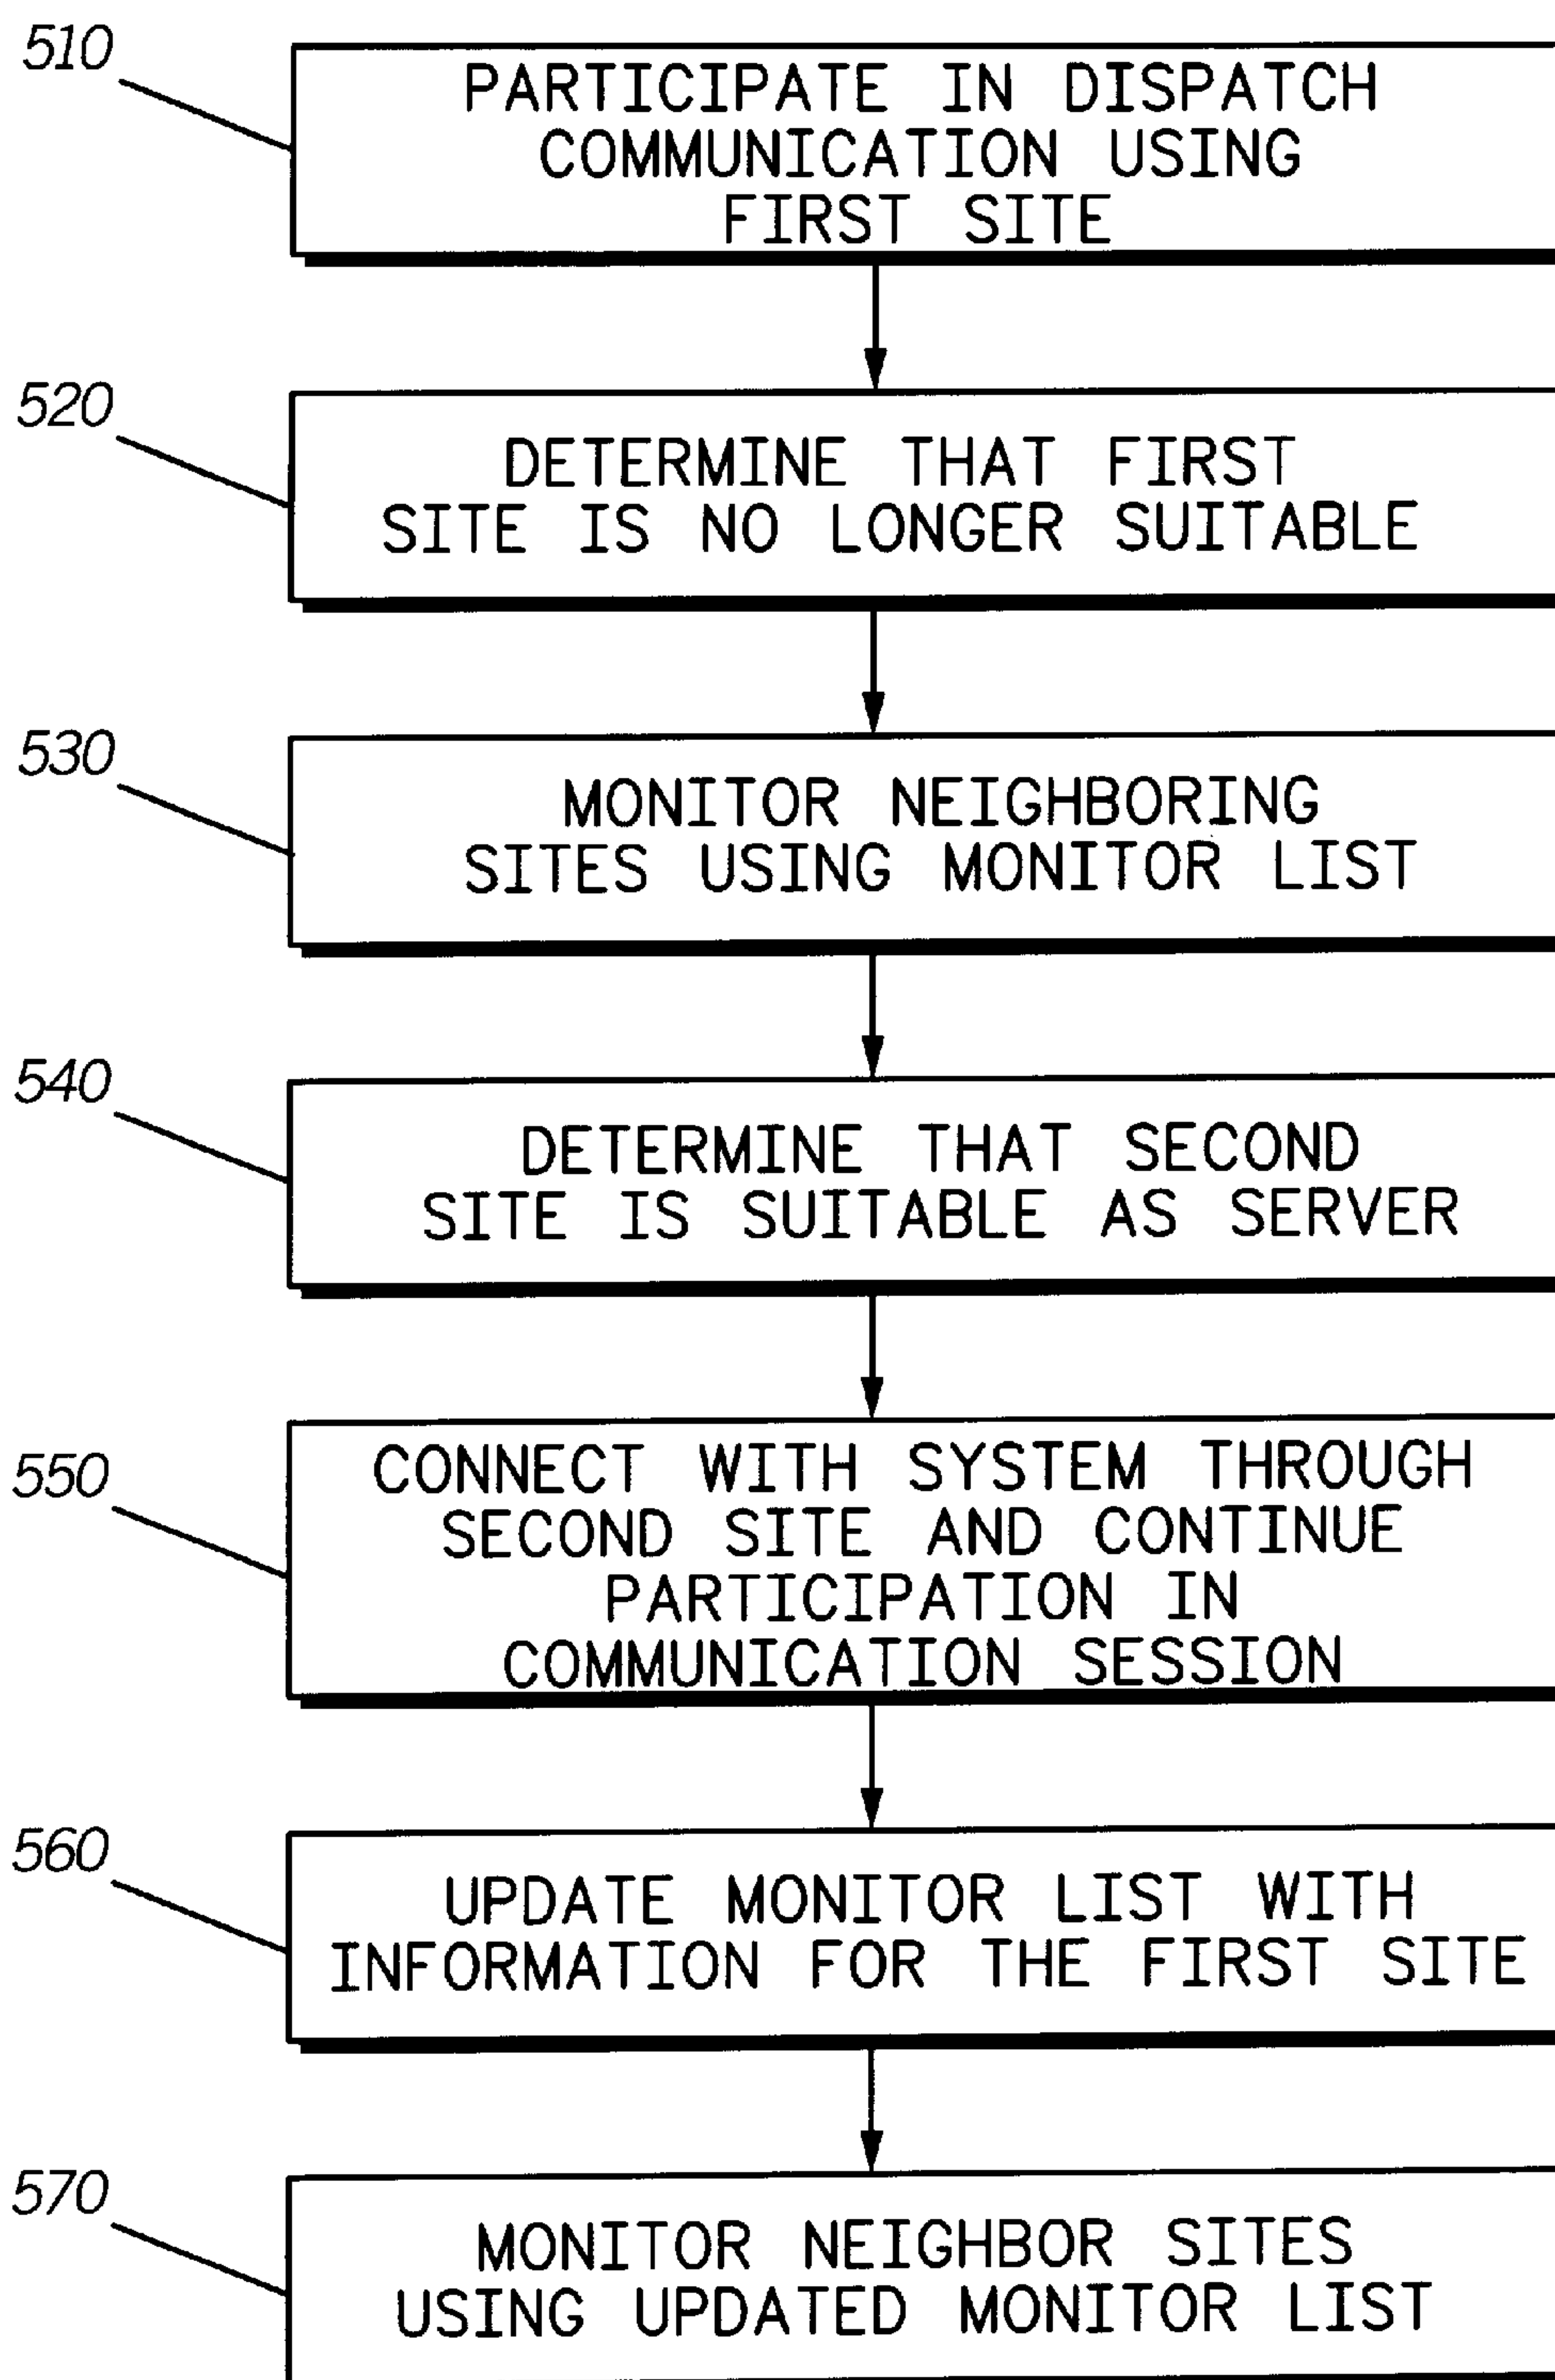 510
PARTICIPATE IN DISPATCH
COMMUNICATION USING
FIRST SITE
520
DETERMINE THAT FIRST
SITE IS NO LONGER SUITABLE
530
MONITOR NEIGHBORING
SITES USING MONITOR LIST
540
DETERMINE THAT SECOND
SITE IS SUITABLE AS SERVER
550
CONNECT WITH SYSTEM THROUGH
SECOND SITE AND CONTINUE
PARTICIPATION IN
COMMUNICATION SESSION
560
UPDATE MONITOR LIST WITH
INFORMATION FOR THE FIRST SITE
570
MONITOR NEIGHBOR SITES
USING UPDATED MONITOR LIST